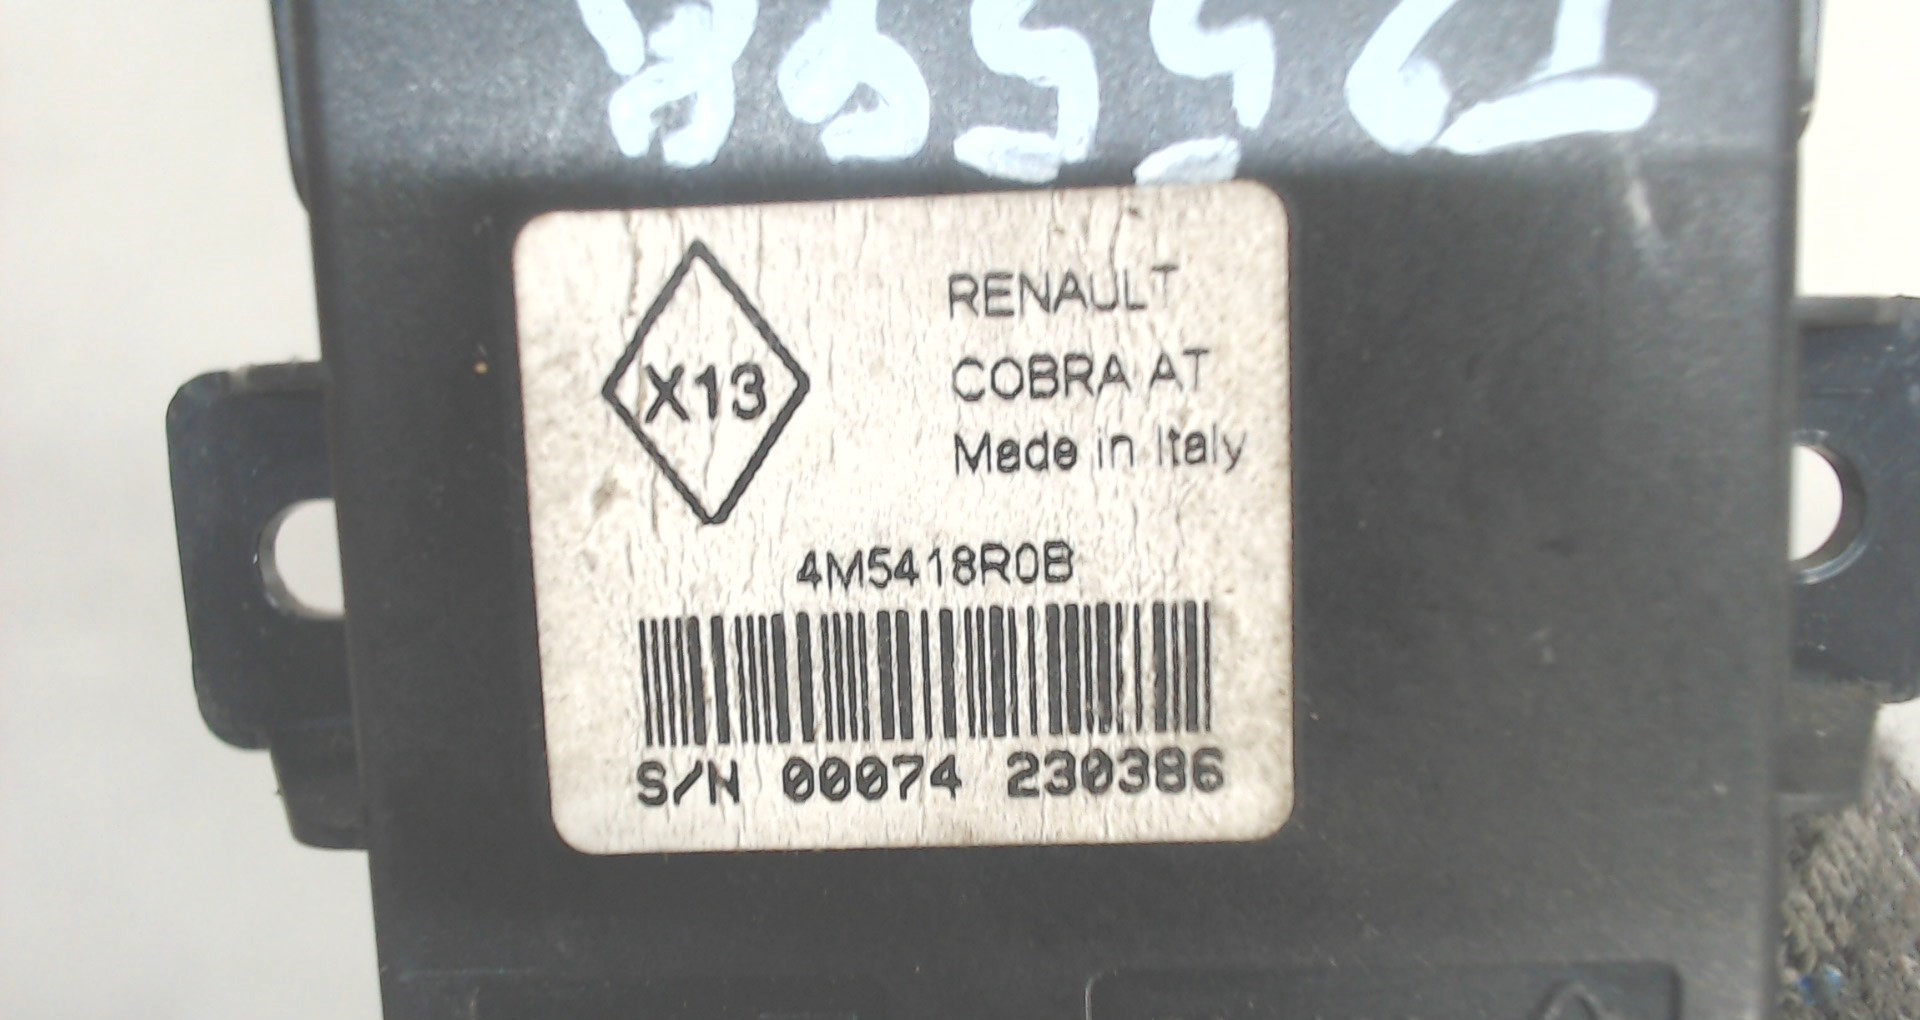 X13
RENAULT
COBRA AT
Made in Italy
4M5418R0B
S/N 00074 230386